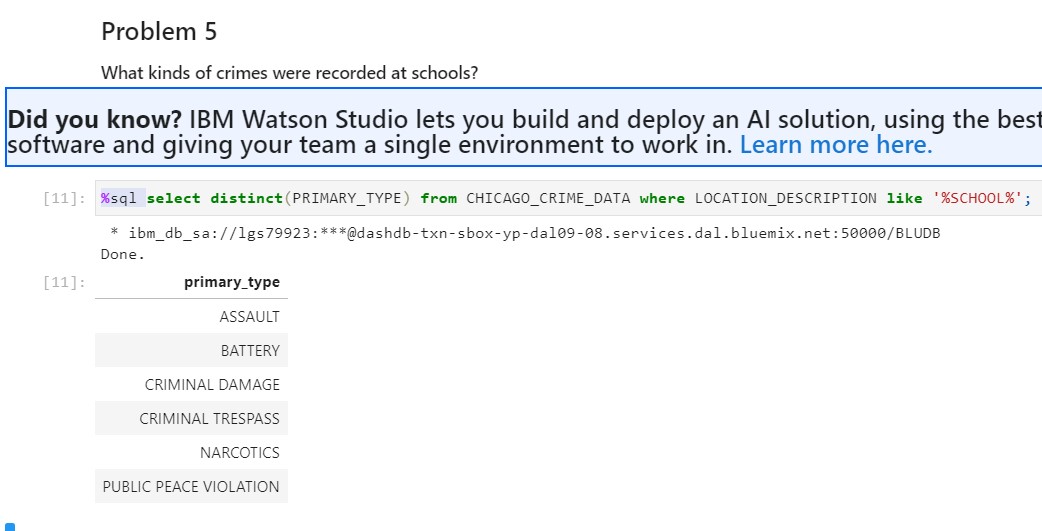 Problem 5
What kinds of crimes were recorded at schools?
Did you know? IBM Watson Studio lets you build and deploy an AI solution, using the best
software and giving your team a single environment to work in. Learn more here.
[11]: %sql select distinct(PRIMARY_TYPE) from CHICAGO_CRIME_DATA where LOCATION_DESCRIPTION like '%SCHOOL%';
* ibm_db_sa://lgs79923:***@dashdb-txn-sbox-yp-dal09-08.services.dal.bluemix.net:50000/BLUDB
Done.
[11]: primary_type
ASSAULT
BATTERY
CRIMINAL DAMAGE
CRIMINAL TRESPASS
NARCOTICS
PUBLIC PEACE VIOLATION